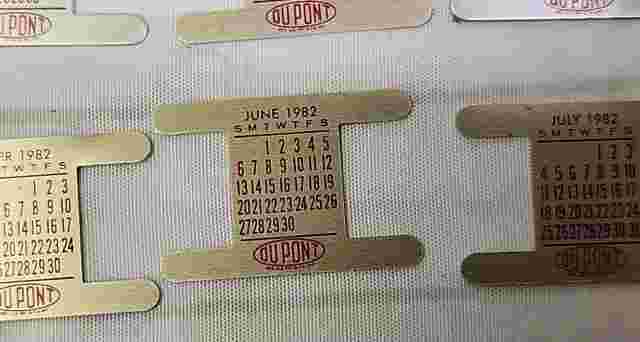 DU PONT
DU PONT
DU PONT
PR 1982
T W T F S
1 2 3
6 7 8 9 10
13 14 15 16 17
20 21 22 23 24
27 28 29 30
DU PONT
JUNE 1982
S M T W T F S
1 2 3 4 5
6 7 8 9 10 11 12
13 14 15 16 17 18 19
20 21 22 23 24 25 26
27 28 29 30
DU PONT
JULY 1982
S M T W T F S
1 2 3
4 5 6 7 8 9 10
11 12 13 14 15 16 17
18 19 20 21 22 23 24
25 26 27 28 29 30 31
DU PONT